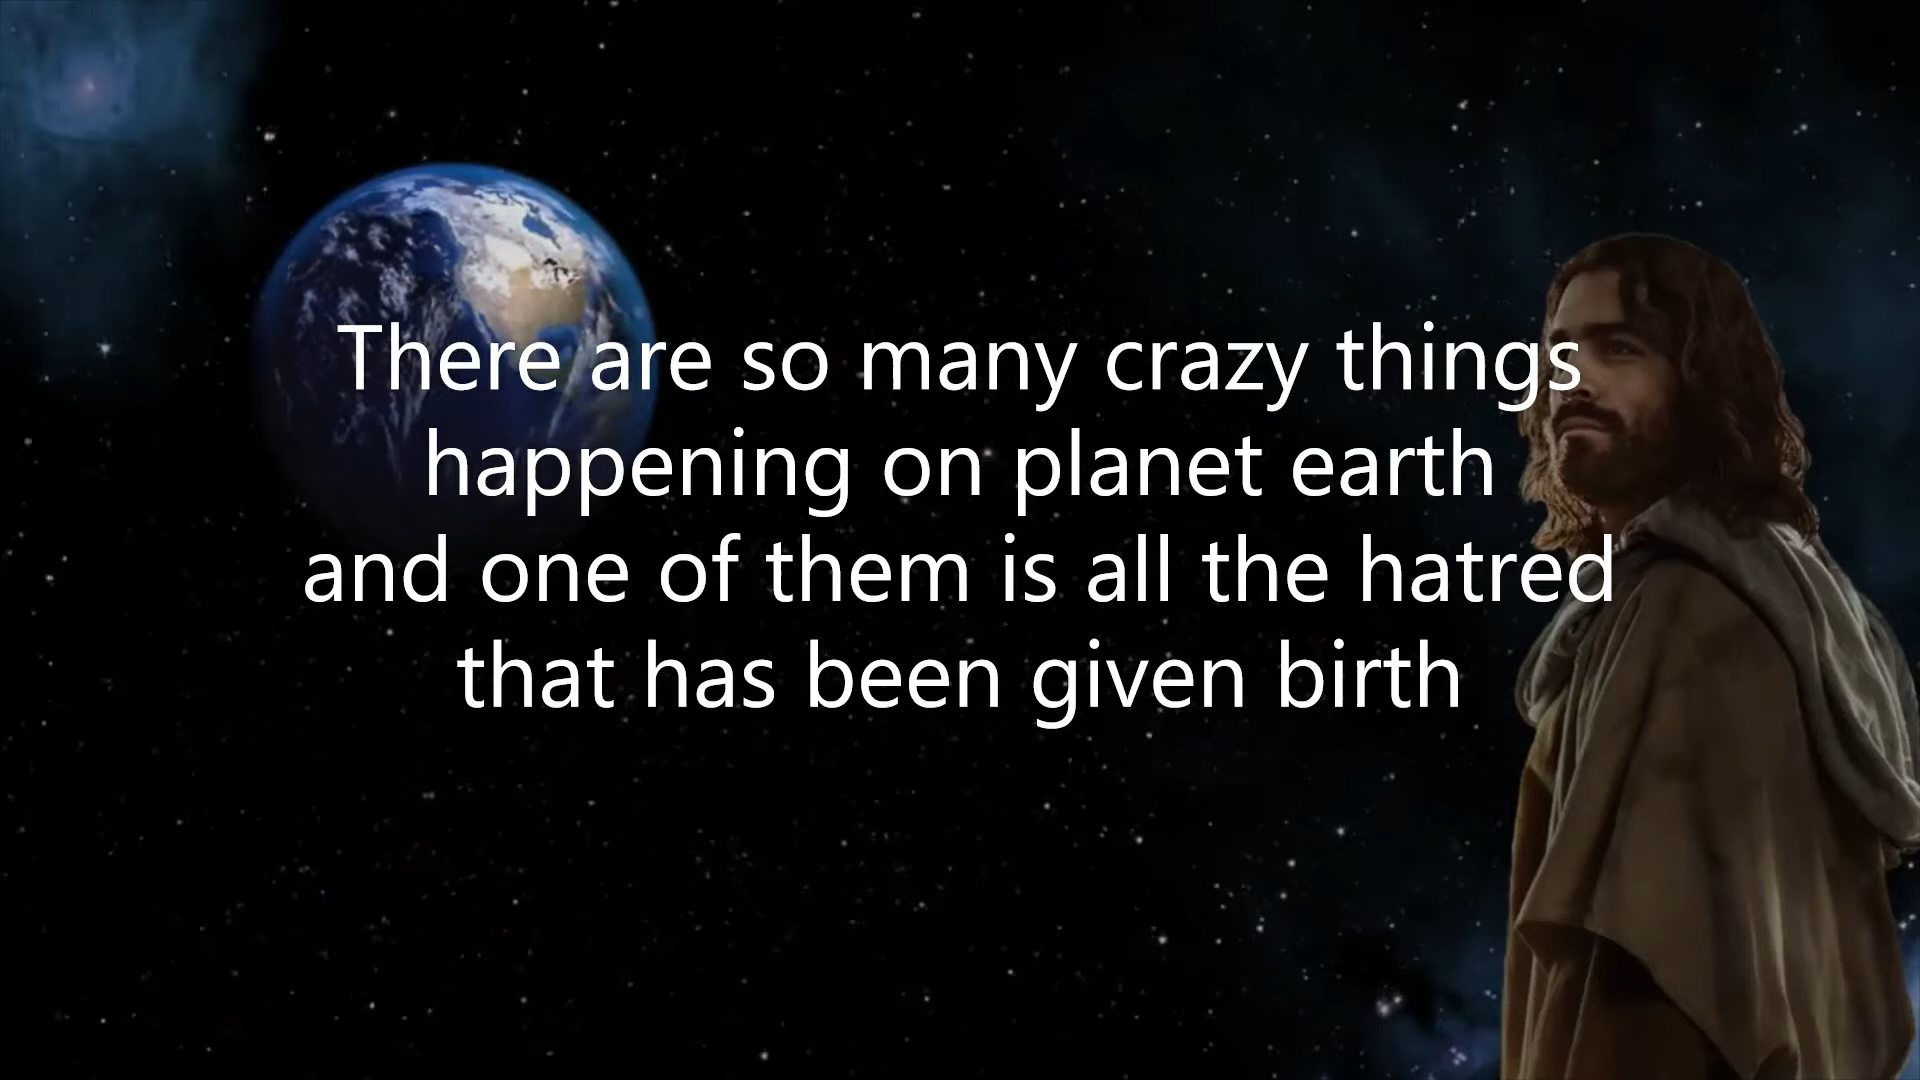 There are so many crazy things
happening on planet earth
and one of them is all the hatred
that has been given birth